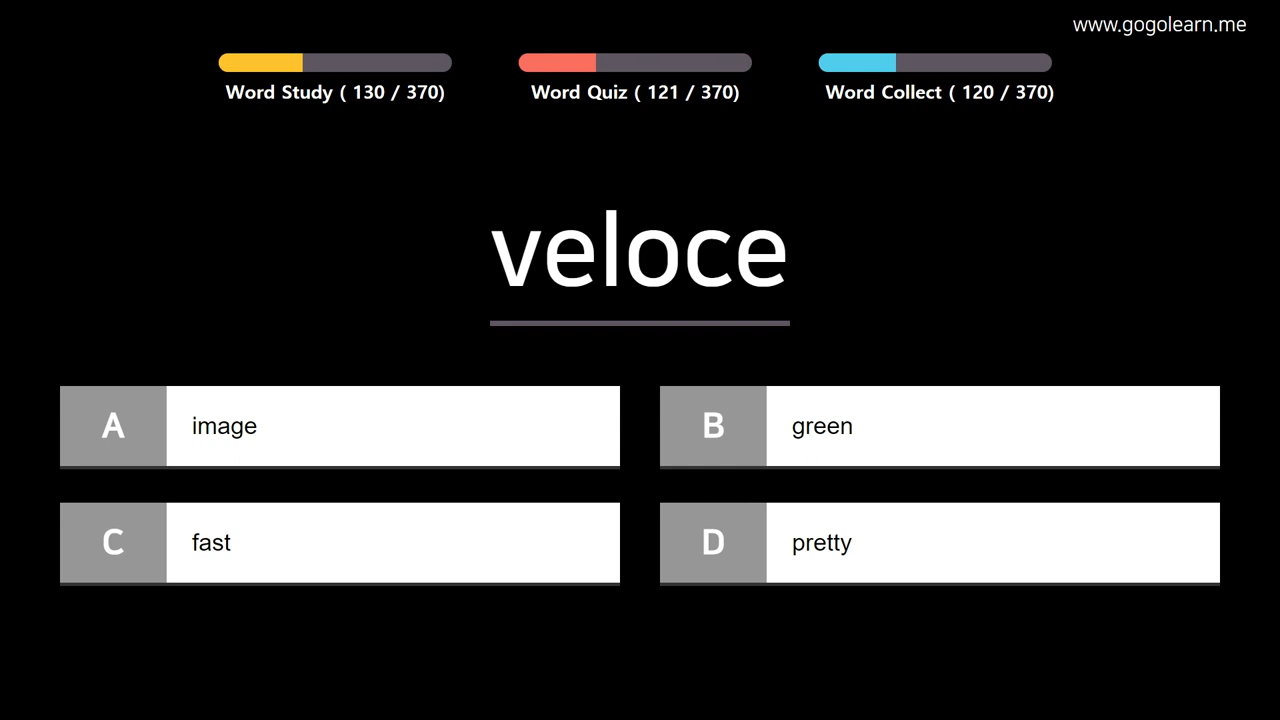 www.gogolearn.me
Word Study ( 130 / 370)
Word Quiz ( 121 / 370)
Word Collect ( 120 / 370)
veloce
A image
B green
C fast
D pretty